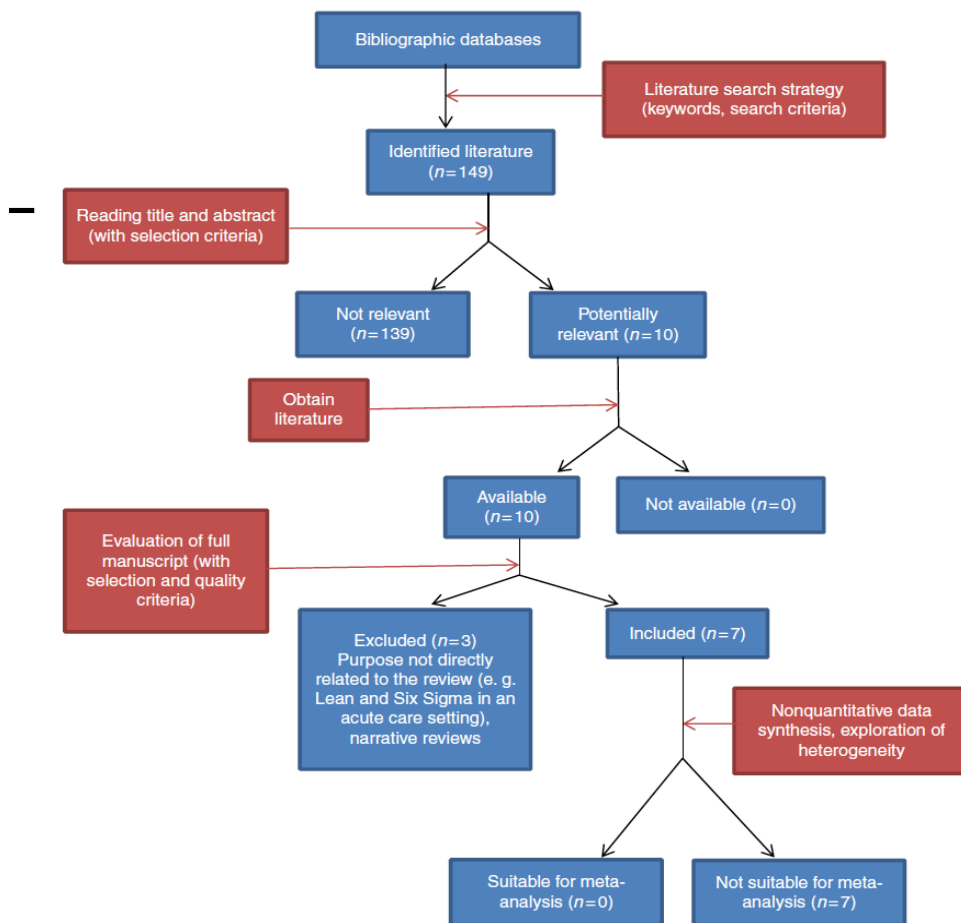 Bibliographic databases
Literature search strategy
(keywords, search criteria)
Identified literature
(n=149)
Reading title and abstract
(with selection criteria)
Not relevant
(n=139)
Potentially
relevant (n=10)
Obtain
literature
Available
(n=10)
Not available (n=0)
Evaluation of full
manuscript (with
selection and quality
criteria)
Excluded (n=3)
Purpose not directly
related to the review (e. g.
Lean and Six Sigma in an
acute care setting),
narrative reviews
Included (n=7)
Nonquantitative data
synthesis, exploration of
heterogeneity
Suitable for meta-
analysis (n=0)
Not suitable for meta-
analysis (n=7)